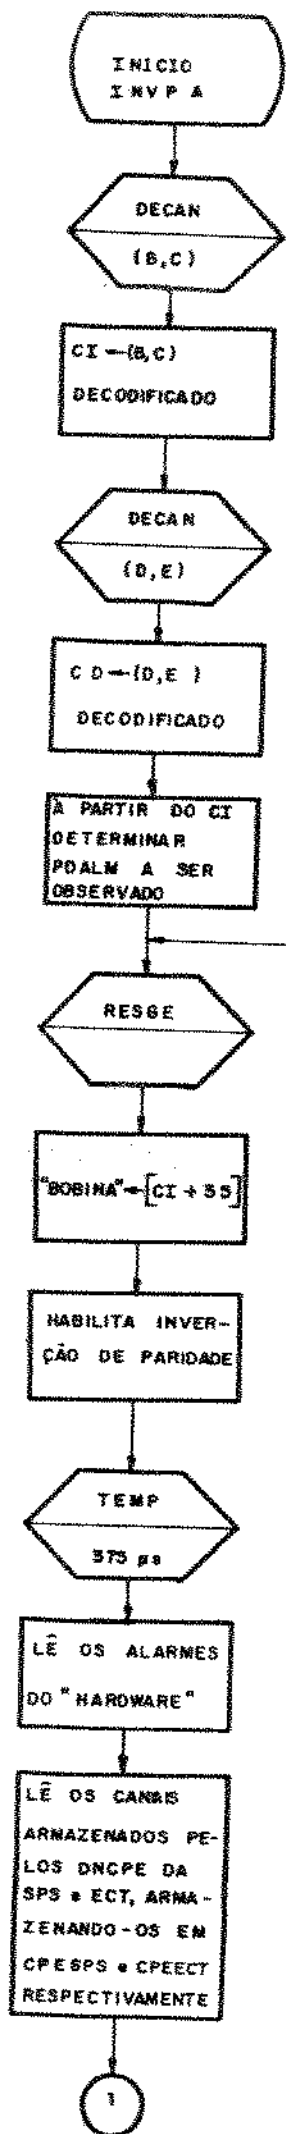 INICIO
INVPA
DECAN
(B,C)
CI ← (B,C)
DECODIFICADO
DECAN
(D,E)
CD ← (D,E)
DECODIFICADO
À PARTIR DO CI
DETERMINAR
PDALM A SER
OBSERVADO
RESGE
"BOBINA" ← [CI + 35]
HABILITA INVER-
ÇÃO DE PARIDADE
TEMP
375 µs
LÊ OS ALARMES
DO "HARDWARE"
LÊ OS CANAIS
ARMAZENADOS PE-
LOS DNCPE DA
SPS e ECT, ARMA-
ZENANDO-OS EM
CPESPS e CPEECT
RESPECTIVAMENTE
1